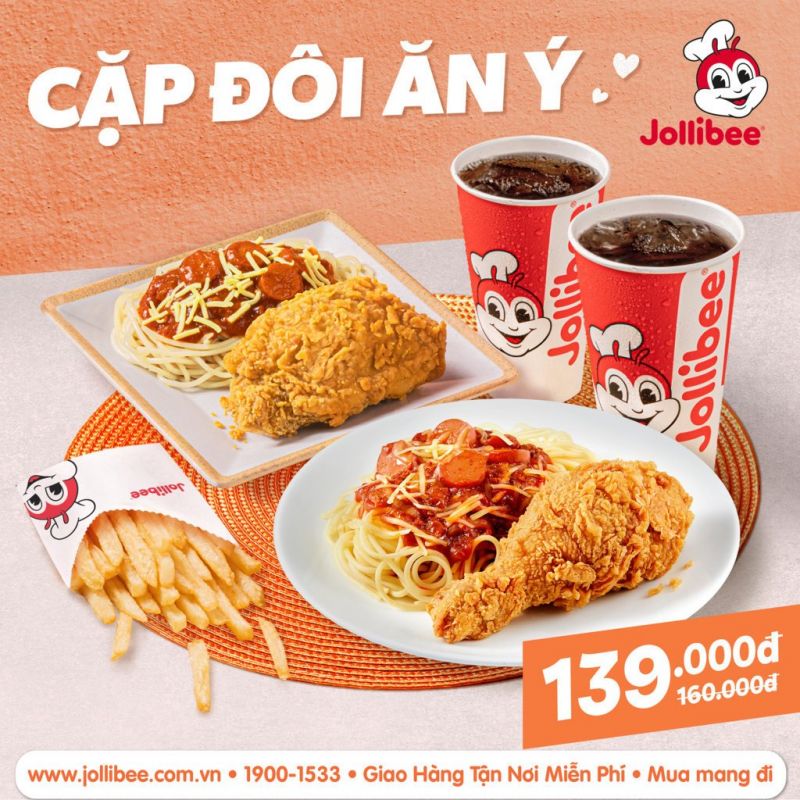 CẶP ĐÔI ĂN Ý
Jollibee
Jollibee
Jollibee
Jollibee
139.000đ
160.000đ
www.jollibee.com.vn • 1900-1533 • Giao Hàng Tận Nơi Miễn Phí • Mua mang đi